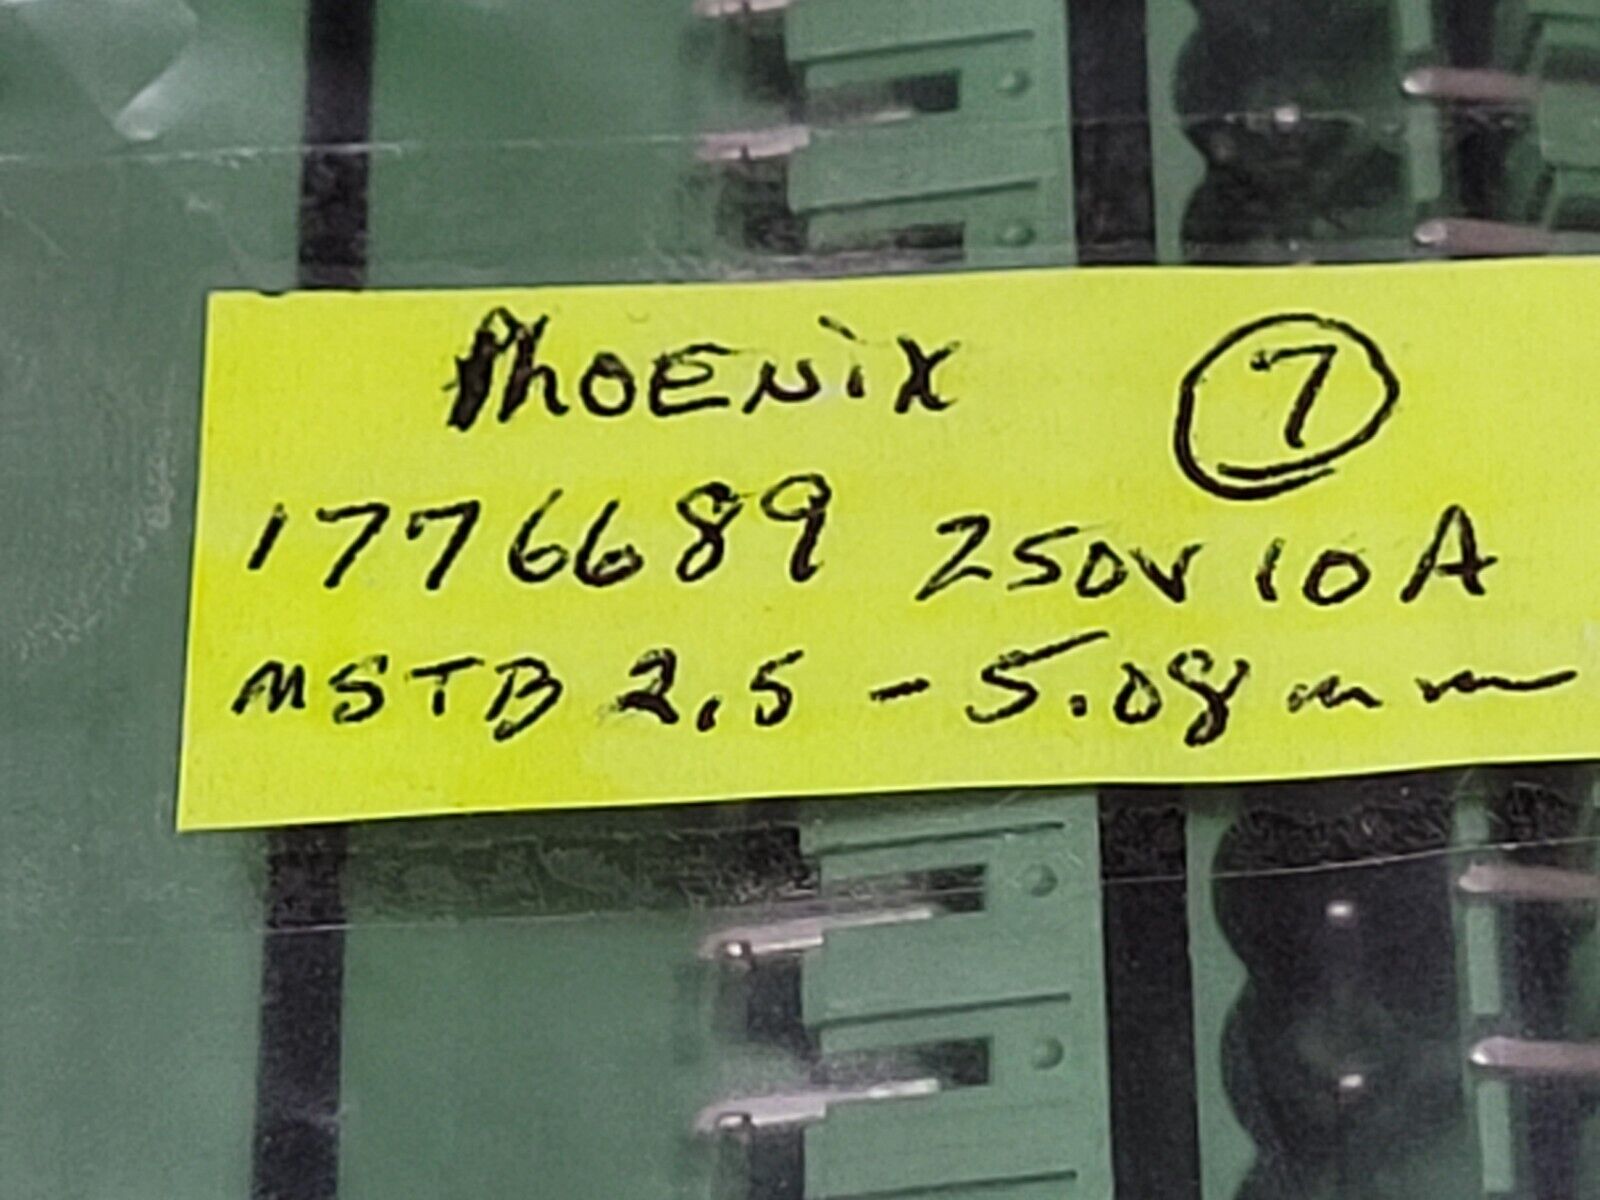 PhOENiX 7
1776689 250V 10A
MSTB 2,5 - 5.08mm